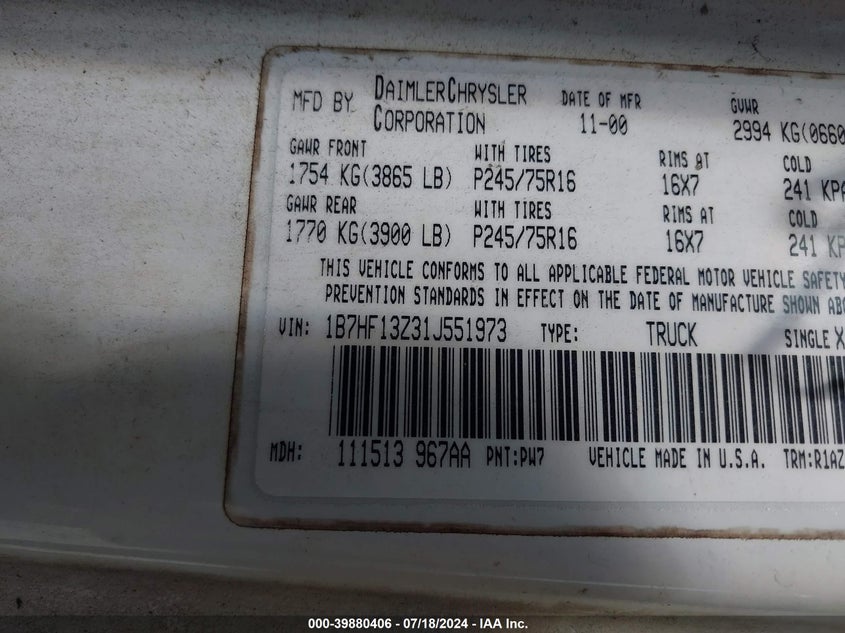 MFD BY DAIMLERCHRYSLER CORPORATION DATE OF MFR 11-00 GVWR 2994 KG(0660
GAWR FRONT WITH TIRES RIMS AT COLD
1754 KG(3865 LB) P245/75R16 16X7 241 KPA
GAWR REAR WITH TIRES RIMS AT COLD
1770 KG(3900 LB) P245/75R16 16X7 241 KP
THIS VEHICLE CONFORMS TO ALL APPLICABLE FEDERAL MOTOR VEHICLE SAFETY
PREVENTION STANDARDS IN EFFECT ON THE DATE OF MANUFACTURE SHOWN ABO
VIN: 1B7HF13Z31J551973 TYPE: TRUCK SINGLE X
MDH: 111513 967AA PNT:PW7 VEHICLE MADE IN U.S.A. TRM:R1AZ
000-39880406 - 07/18/2024 - IAA Inc.